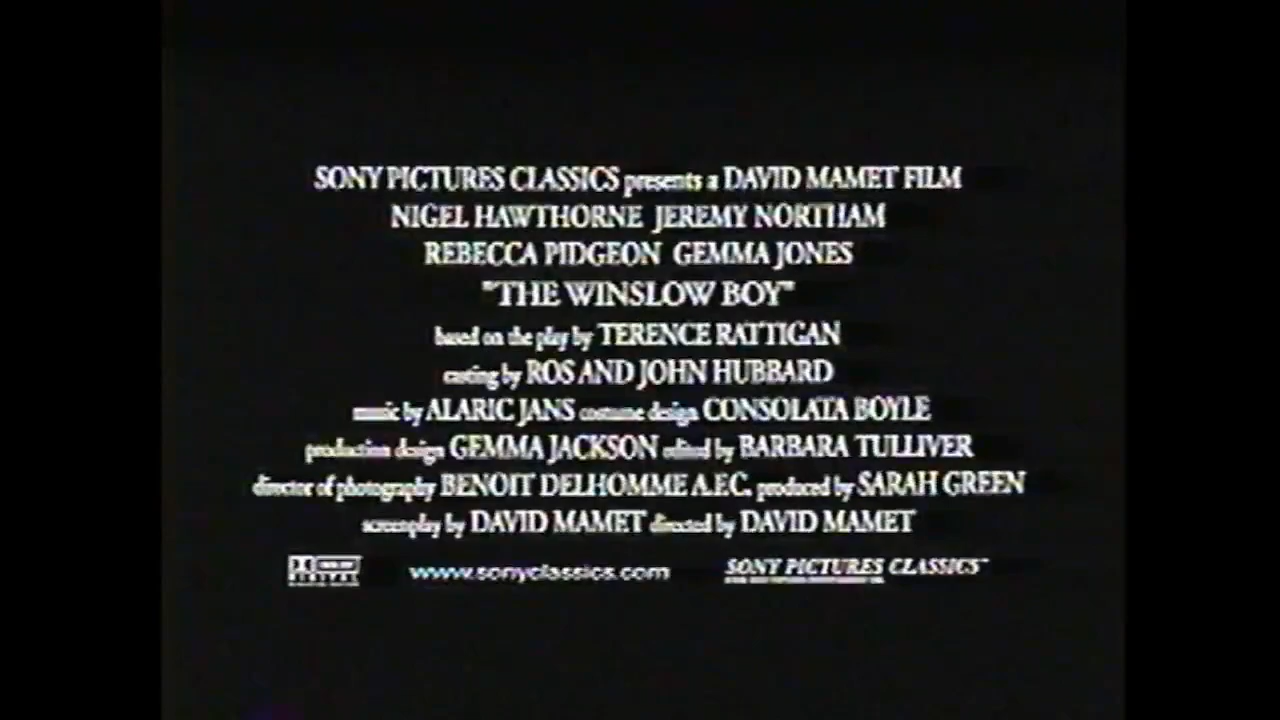 SONY PICTURES CLASSICS presents a DAVID MAMET FILM
NIGEL HAWTHORNE JEREMY NORTHAM
REBECCA PIDGEON GEMMA JONES
"THE WINSLOW BOY"
based on the play by TERENCE RATTIGAN
casting by ROS AND JOHN HUBBARD
music by ALARIC JANS costume design CONSOLATA BOYLE
production design GEMMA JACKSON edited by BARBARA TULLIVER
director of photography BENOIT DELHOMME A.F.C. produced by SARAH GREEN
screenplay by DAVID MAMET directed by DAVID MAMET
DIGITAL www.sonyclassics.com SONY PICTURES CLASSICS™